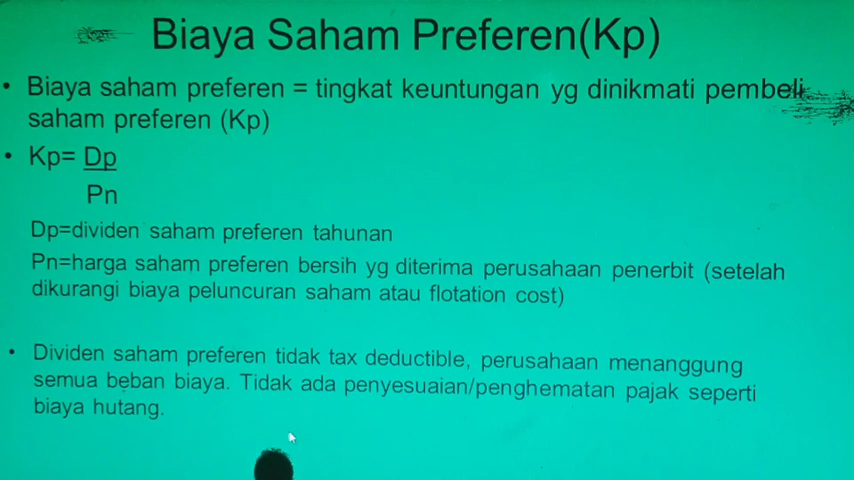 Biaya Saham Preferen(Kp)
• Biaya saham preferen = tingkat keuntungan yg dinikmati pembeli
saham preferen (Kp)
• Kp= Dp
Pn
Dp=dividen saham preferen tahunan
Pn=harga saham preferen bersih yg diterima perusahaan penerbit (setelah
dikurangi biaya peluncuran saham atau flotation cost)
• Dividen saham preferen tidak tax deductible, perusahaan menanggung
semua beban biaya. Tidak ada penyesuaian/penghematan pajak seperti
biaya hutang.